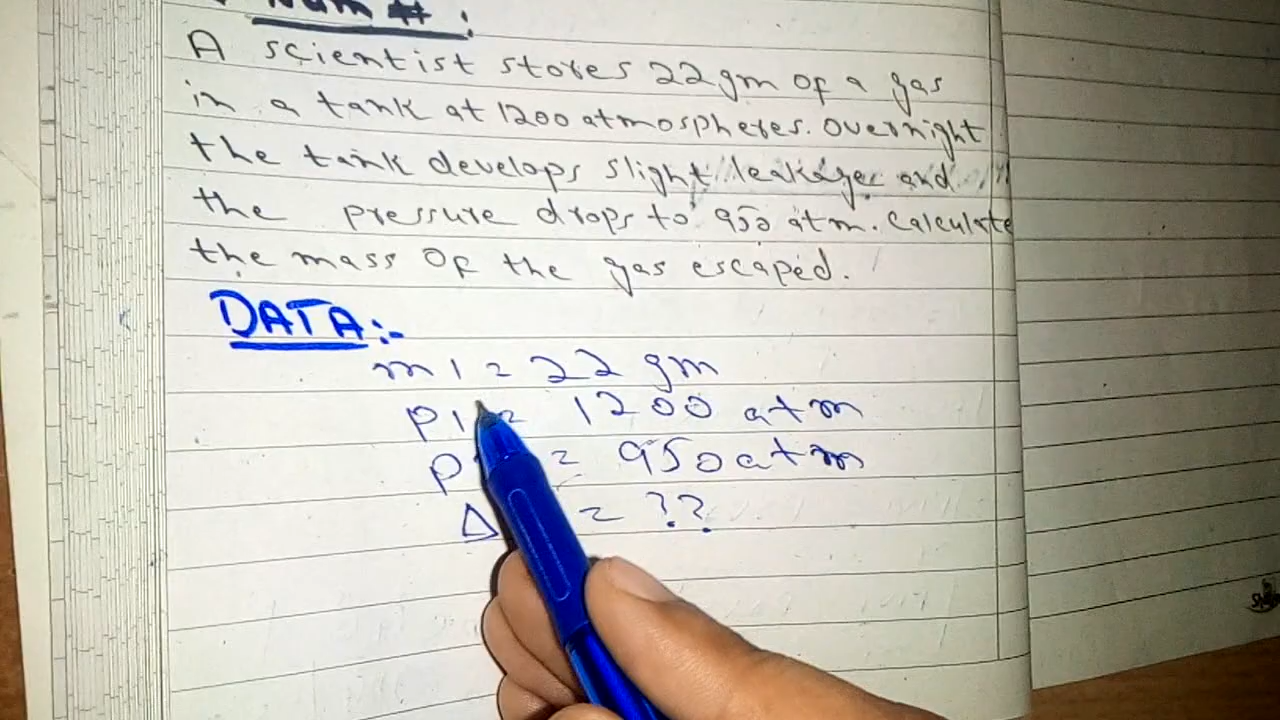 Num #:
A scientist stores 22gm of a gas
in a tank at 1200 atmospheres. Overnight
the tank develops slight leakage and
the pressure drops to 950 atm. Calculate
the mass of the gas escaped.
DATA:-
m1 = 22 gm
P1 = 1200 atm
P = 950 atm
Δ = ??